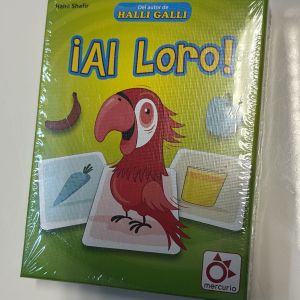 Haim Shafir
Del autor de
HALLI GALLI
¡Al Loro!
mercurio